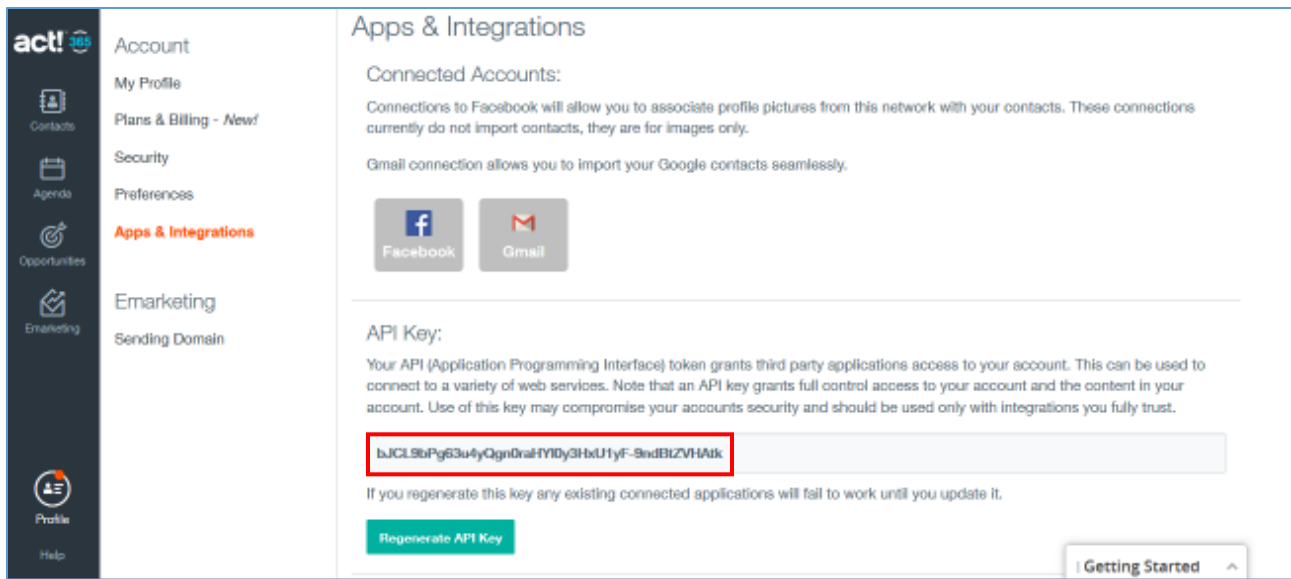 act! 365
Contacts
Agenda
Opportunities
Emarketing
Profile
Help
Account
My Profile
Plans & Billing - New!
Security
Preferences
Apps & Integrations
Emarketing
Sending Domain
Apps & Integrations
Connected Accounts:
Connections to Facebook will allow you to associate profile pictures from this network with your contacts. These connections
currently do not import contacts, they are for images only.
Gmail connection allows you to import your Google contacts seamlessly.
Facebook
Gmail
API Key:
Your API (Application Programming Interface) token grants third party applications access to your account. This can be used to
connect to a variety of web services. Note that an API key grants full control access to your account and the content in your
account. Use of this key may compromise your accounts security and should be used only with integrations you fully trust.
If you regenerate this key any existing connected applications will fail to work until you update it.
Regenerate API Key
Getting Started